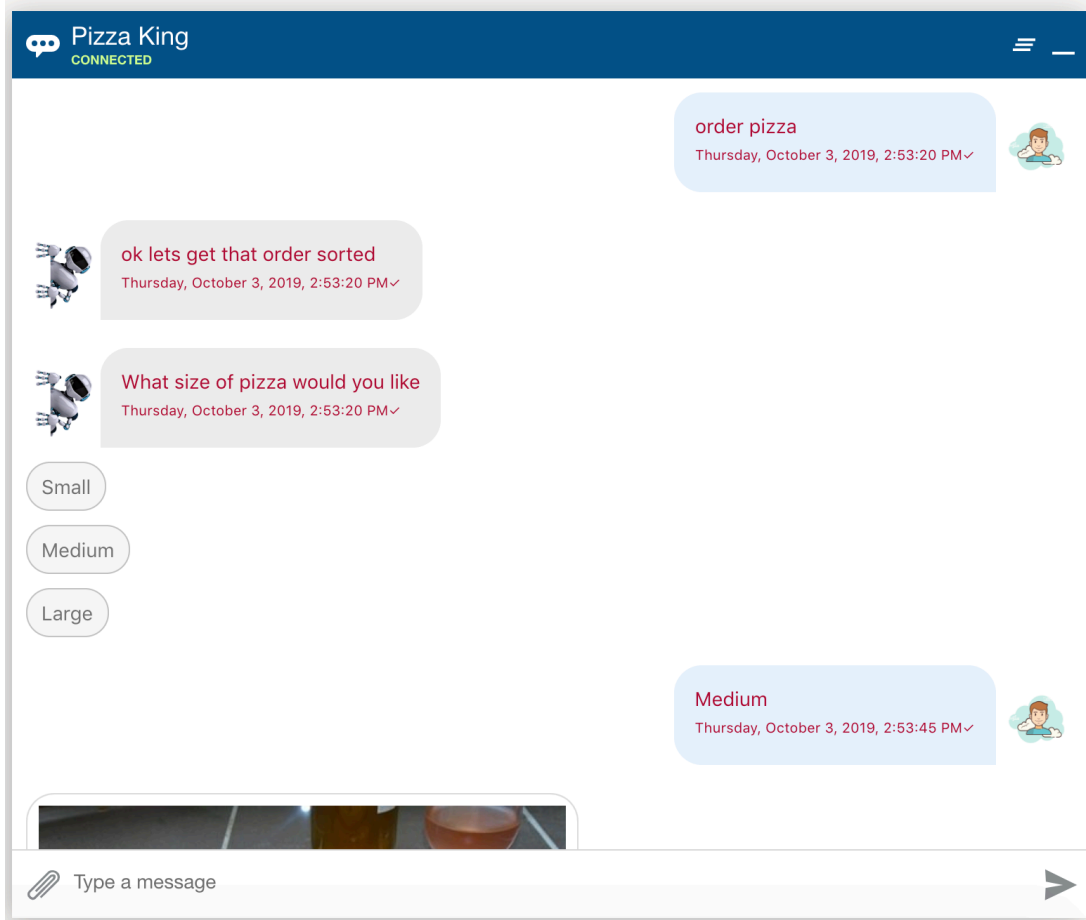 Pizza King
CONNECTED
order pizza
Thursday, October 3, 2019, 2:53:20 PM✓
ok lets get that order sorted
Thursday, October 3, 2019, 2:53:20 PM✓
What size of pizza would you like
Thursday, October 3, 2019, 2:53:20 PM✓
Small
Medium
Large
Medium
Thursday, October 3, 2019, 2:53:45 PM✓
Type a message